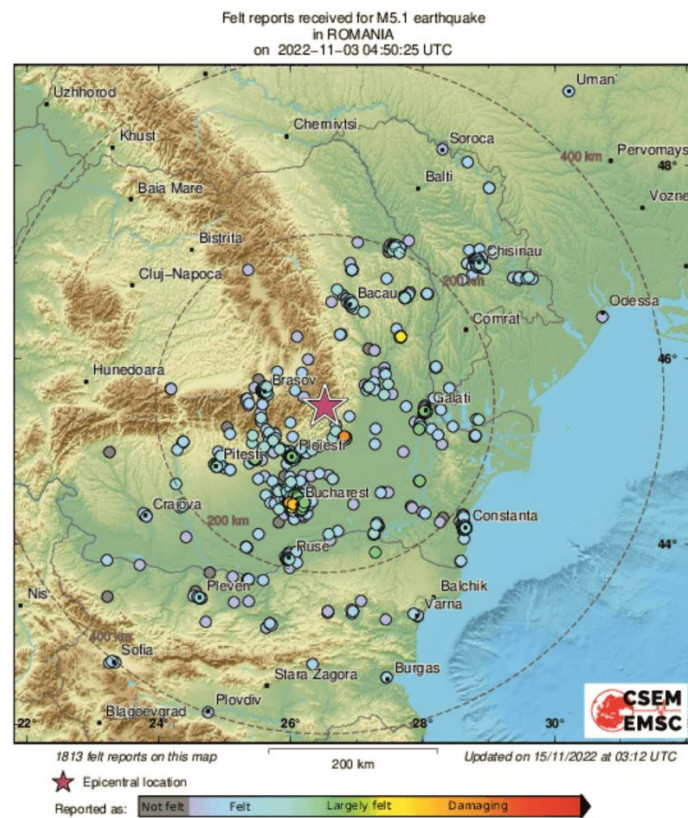 Felt reports received for M5.1 earthquake
in ROMANIA
on 2022-11-03 04:50:25 UTC
Uzhhorod
Uman'
Khust
Chernivtsi
Soroca
400 km
Pervomays
48°
Baia Mare
Balti
Vozne
Bistrita
Chisinau
Cluj-Napoca
200 km
Bacau
Odessa
Comrat
46°
Hunedoara
Brasov
Galati
Ploiesti
Pitesti
Bucharest
Craiova
200 km
Constanta
Ruse
44°
Nis
Pleven
Balchik
Varna
400 km
Sofia
Stara Zagora
Burgas
Plovdiv
Blagoevgrad
22°
24°
26°
28°
30°
CSEM
EMSC
1813 felt reports on this map
200 km
Updated on 15/11/2022 at 03:12 UTC
Epicentral location
Reported as:
Not felt
Felt
Largely felt
Damaging